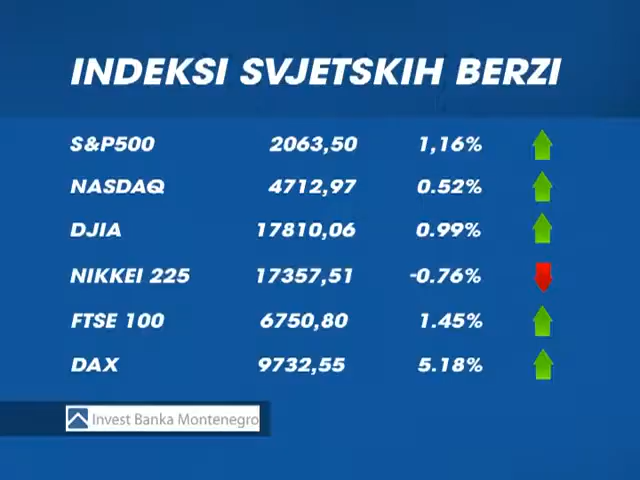 INDEKSI SVJETSKIH BERZI
S&P500 2063,50 1,16%
NASDAQ 4712,97 0.52%
DJIA 17810,06 0.99%
NIKKEI 225 17357,51 -0.76%
FTSE 100 6750,80 1.45%
DAX 9732,55 5.18%
Invest Banka Montenegro